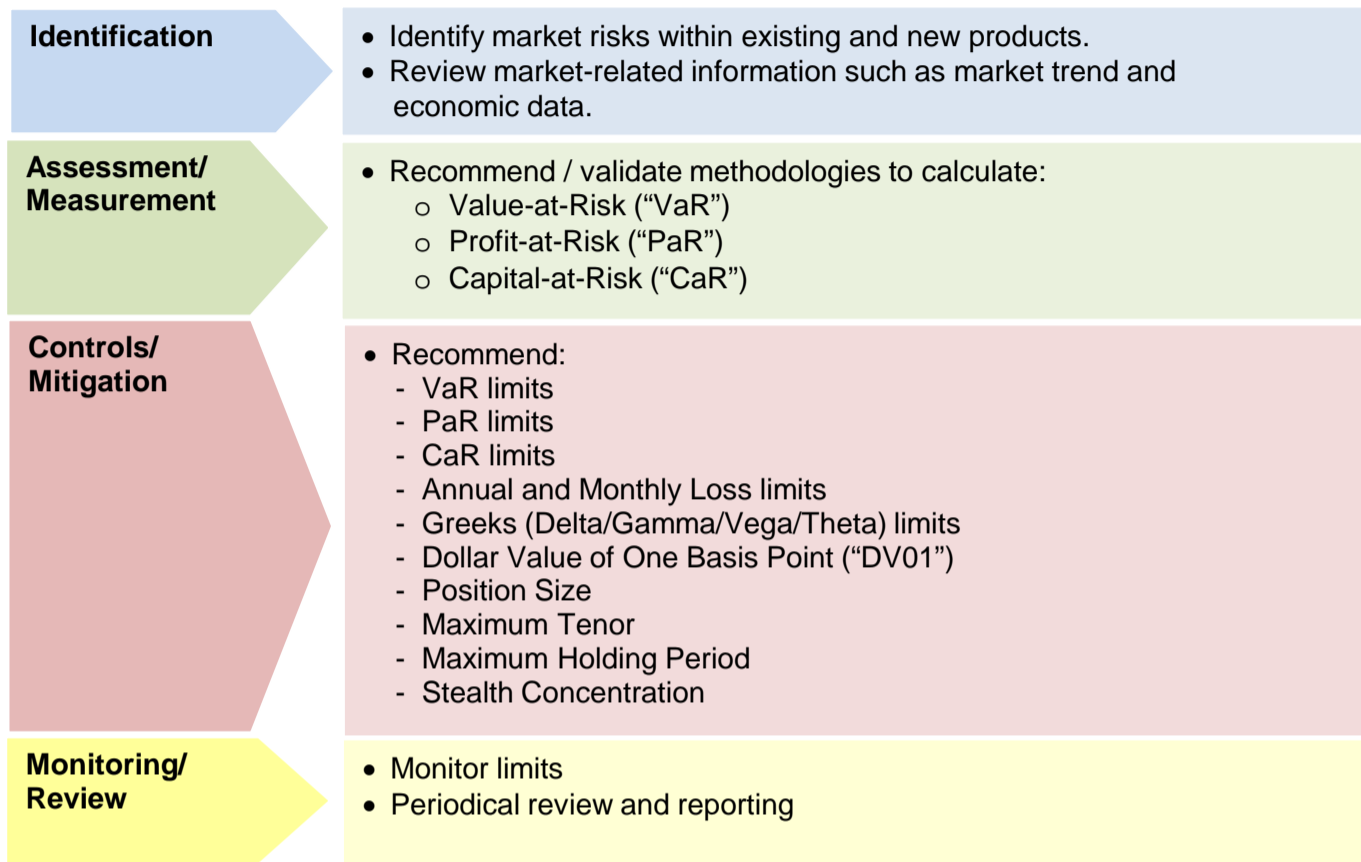 Identification
• Identify market risks within existing and new products.
• Review market-related information such as market trend and
economic data.
Assessment/
Measurement
• Recommend / validate methodologies to calculate:
o Value-at-Risk (“VaR”)
o Profit-at-Risk (“PaR”)
o Capital-at-Risk (“CaR”)
Controls/
Mitigation
• Recommend:
- VaR limits
- PaR limits
- CaR limits
- Annual and Monthly Loss limits
- Greeks (Delta/Gamma/Vega/Theta) limits
- Dollar Value of One Basis Point (“DV01”)
- Position Size
- Maximum Tenor
- Maximum Holding Period
- Stealth Concentration
Monitoring/
Review
• Monitor limits
• Periodical review and reporting